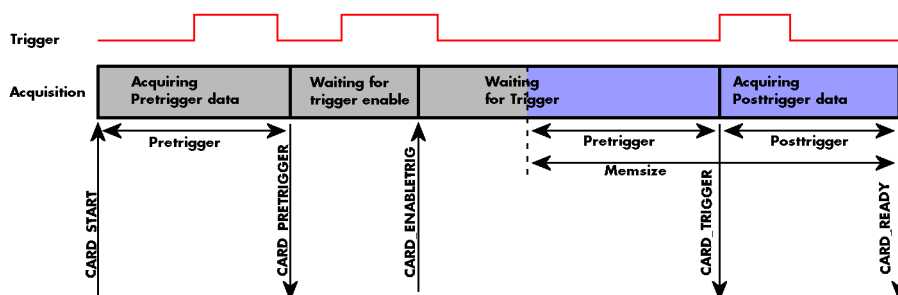 Trigger
Acquisition
Acquiring
Pretrigger data
Waiting for
trigger enable
Waiting
for Trigger
Acquiring
Posttrigger data
Pretrigger
Pretrigger
Posttrigger
Memsize
CARD_START
CARD_PRETRIGGER
CARD_ENABLETRIG
CARD_TRIGGER
CARD_READY